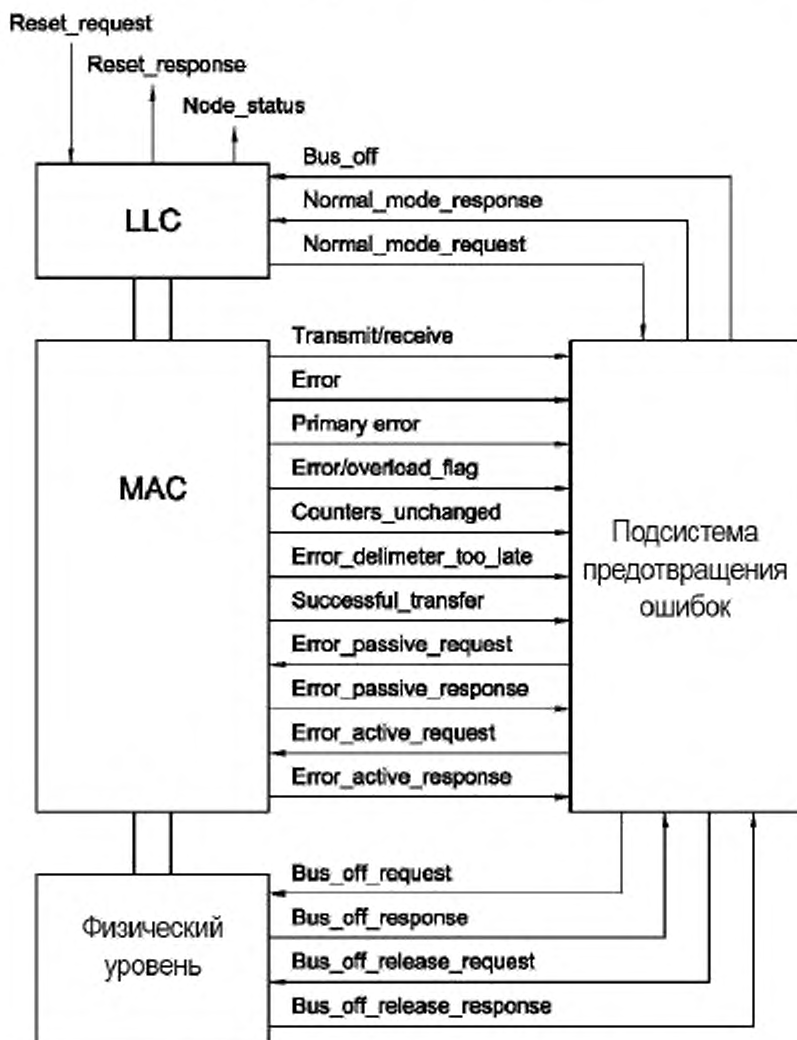 Reset_request
Reset_response
Node_status
Bus_off
Normal_mode_response
LLC
Normal_mode_request
Transmit/receive
Error
Primary error
Error/overload_flag
MAC
Counters_unchanged
Error_delimeter_too_late
Successful_transfer
Error_passive_request
Error_passive_response
Error_active_request
Error_active_response
Подсистема
предотвращения
ошибок
Bus_off_request
Bus_off_response
Физический
уровень
Bus_off_release_request
Bus_off_release_response